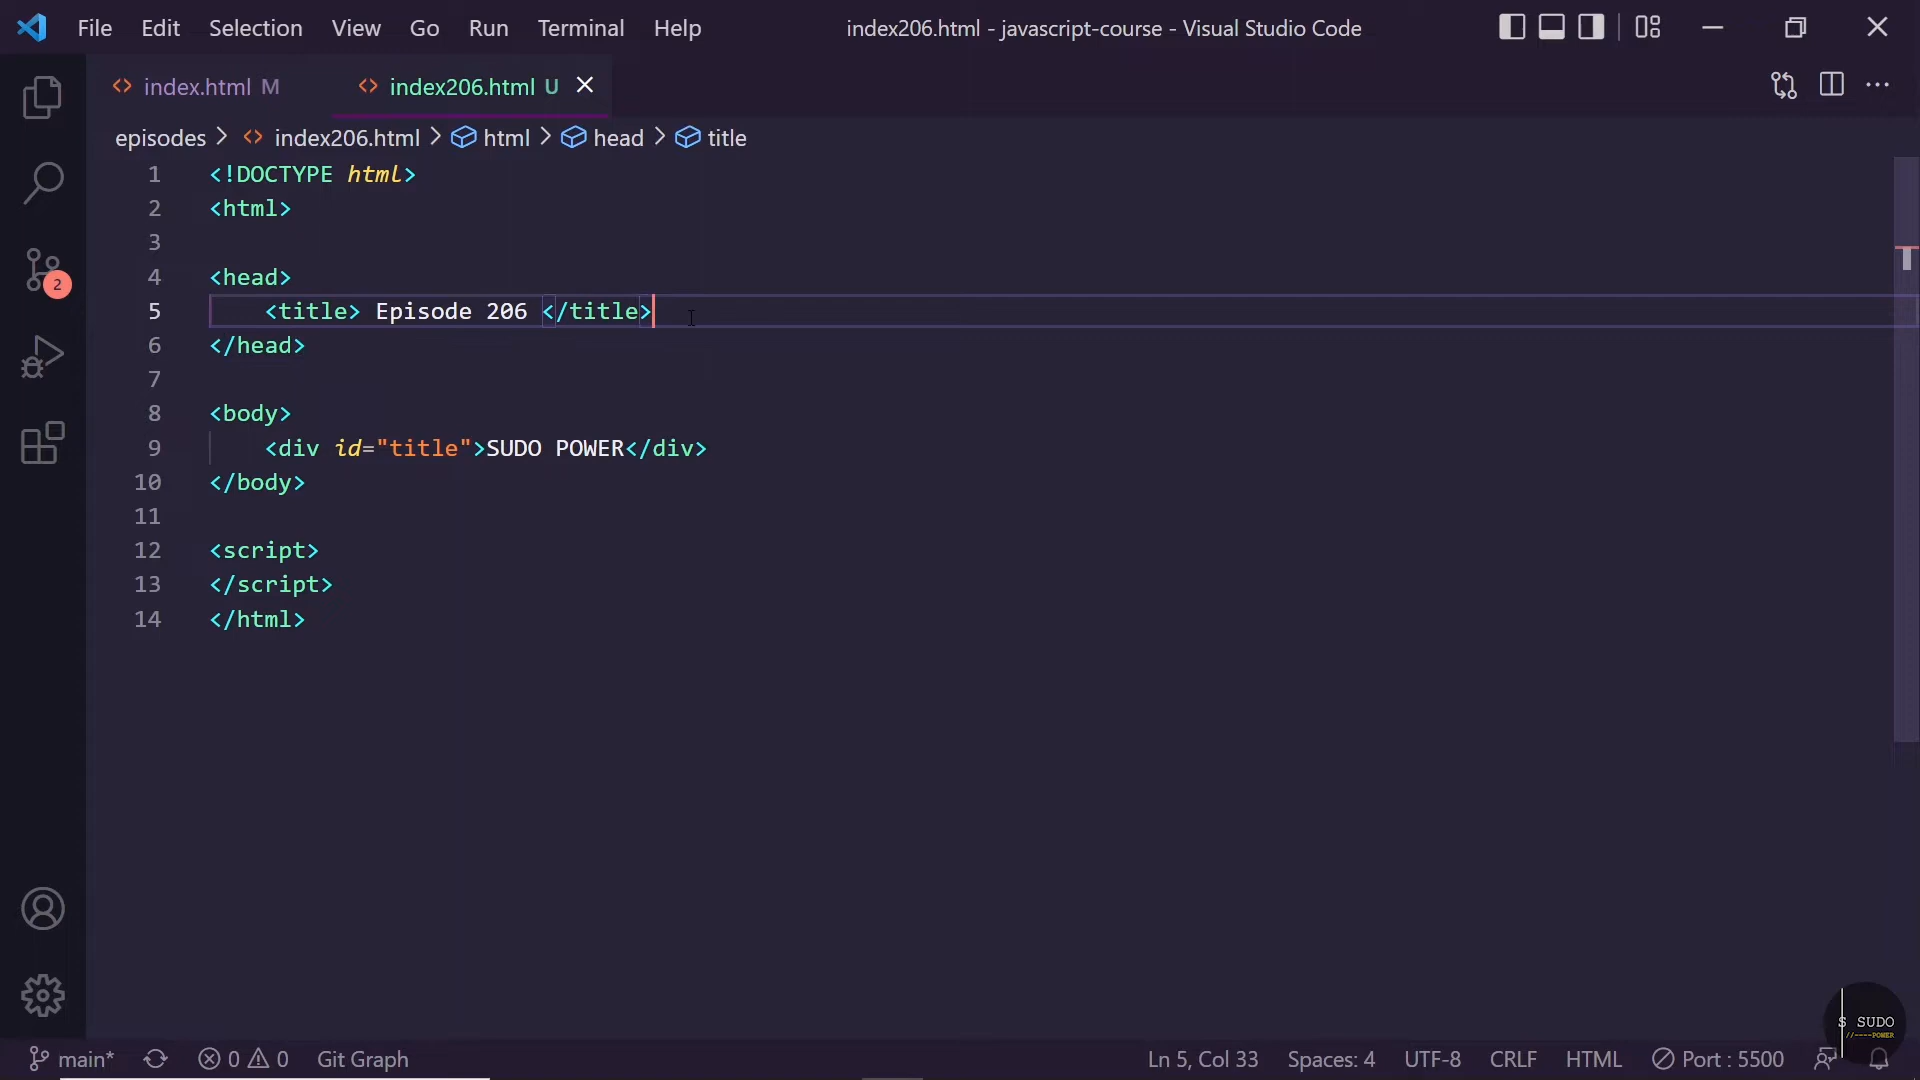 File Edit Selection View Go Run Terminal Help index206.html - javascript-course - Visual Studio Code
index.html M index206.html U
episodes > index206.html > html > head > title
1 <!DOCTYPE html>
2 <html>
3
4 <head>
5 <title> Episode 206 </title>
6 </head>
7
8 <body>
9 <div id="title">SUDO POWER</div>
10 </body>
11
12 <script>
13 </script>
14 </html>
2
S SUDO
//----POWER
main* 0 0 Git Graph Ln 5, Col 33 Spaces: 4 UTF-8 CRLF HTML Port : 5500